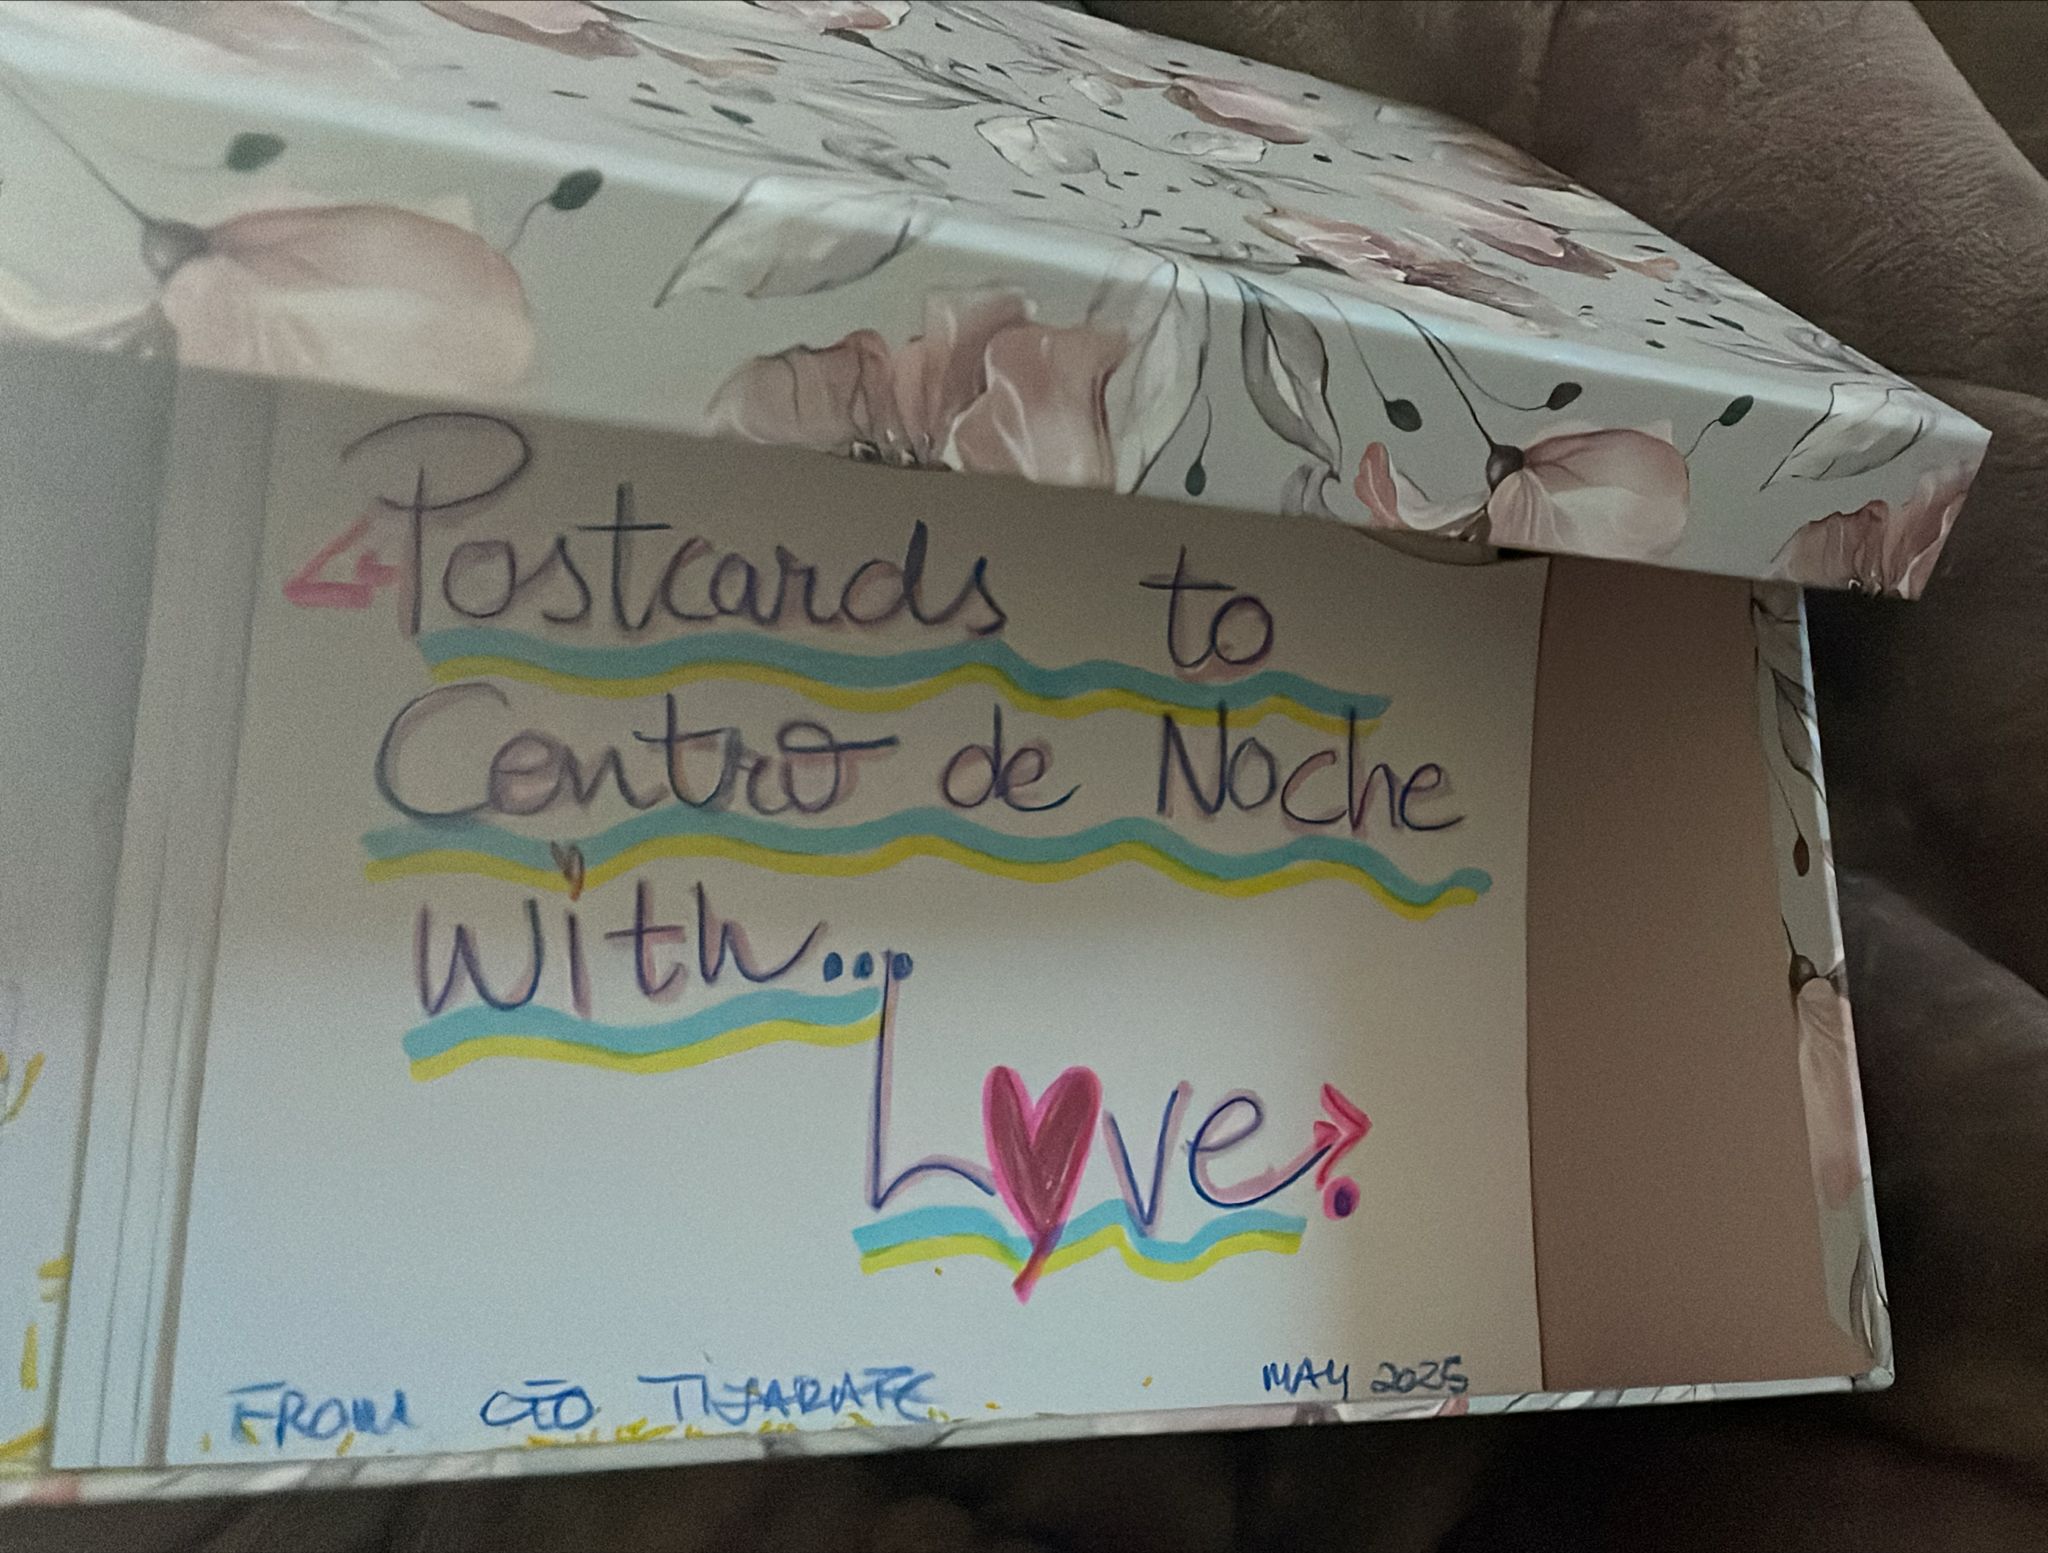 Postcards to
Centro de Noche
With...
Love.
FROM CEO TIJARAFE
MAY 2025